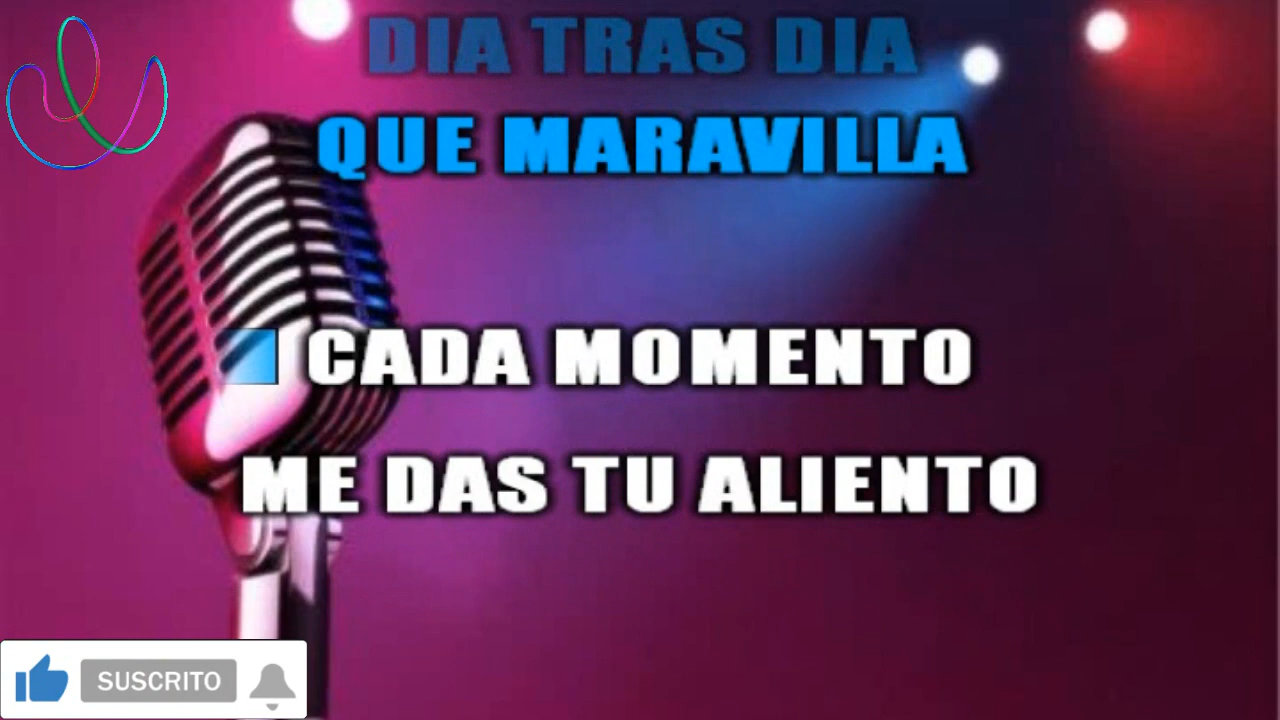 DIA TRAS DIA
QUE MARAVILLA
CADA MOMENTO
ME DAS TU ALIENTO
SUSCRITO